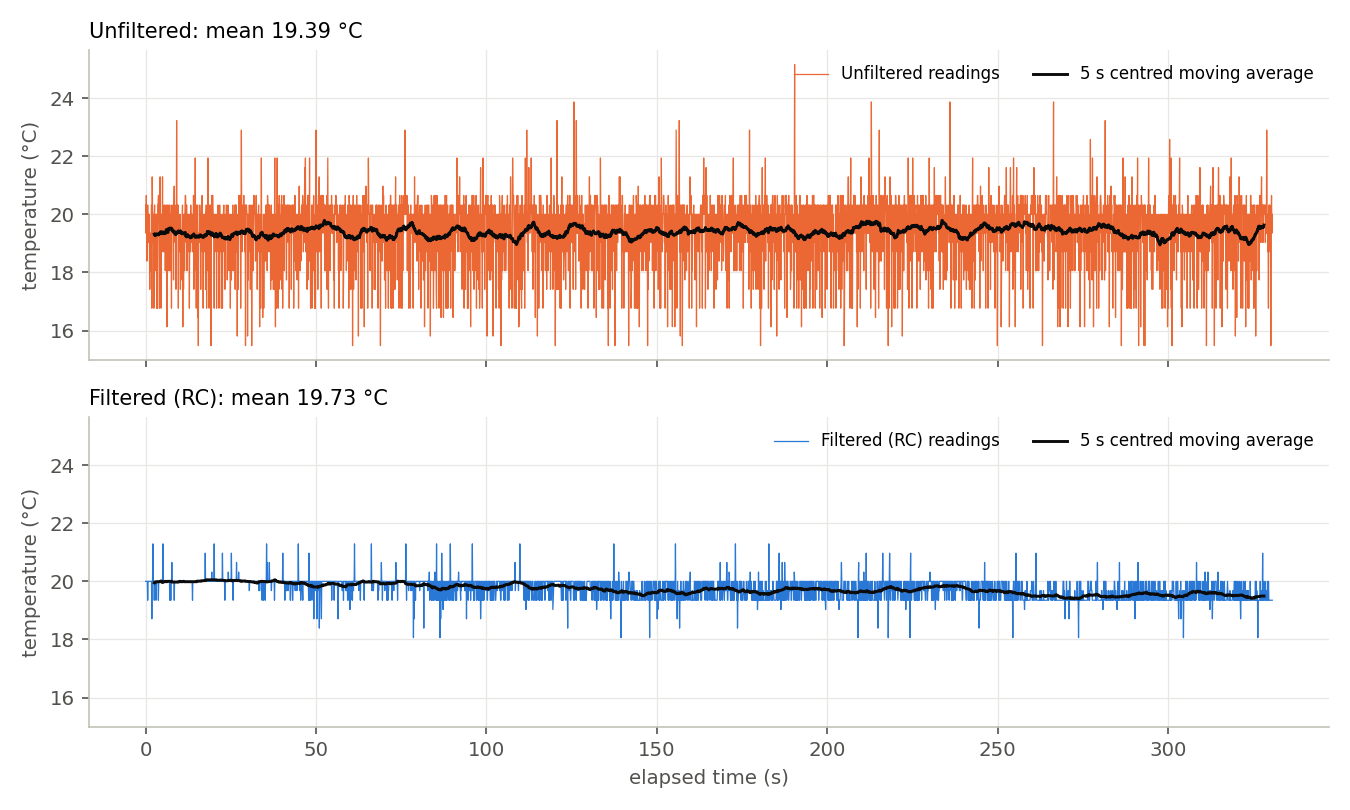 Unfiltered: mean 19.39 °C
Unfiltered readings
5 s centred moving average
24
22
20
18
16
temperature (°C)
Filtered (RC): mean 19.73 °C
Filtered (RC) readings
5 s centred moving average
24
22
20
18
16
temperature (°C)
0 50 100 150 200 250 300
elapsed time (s)